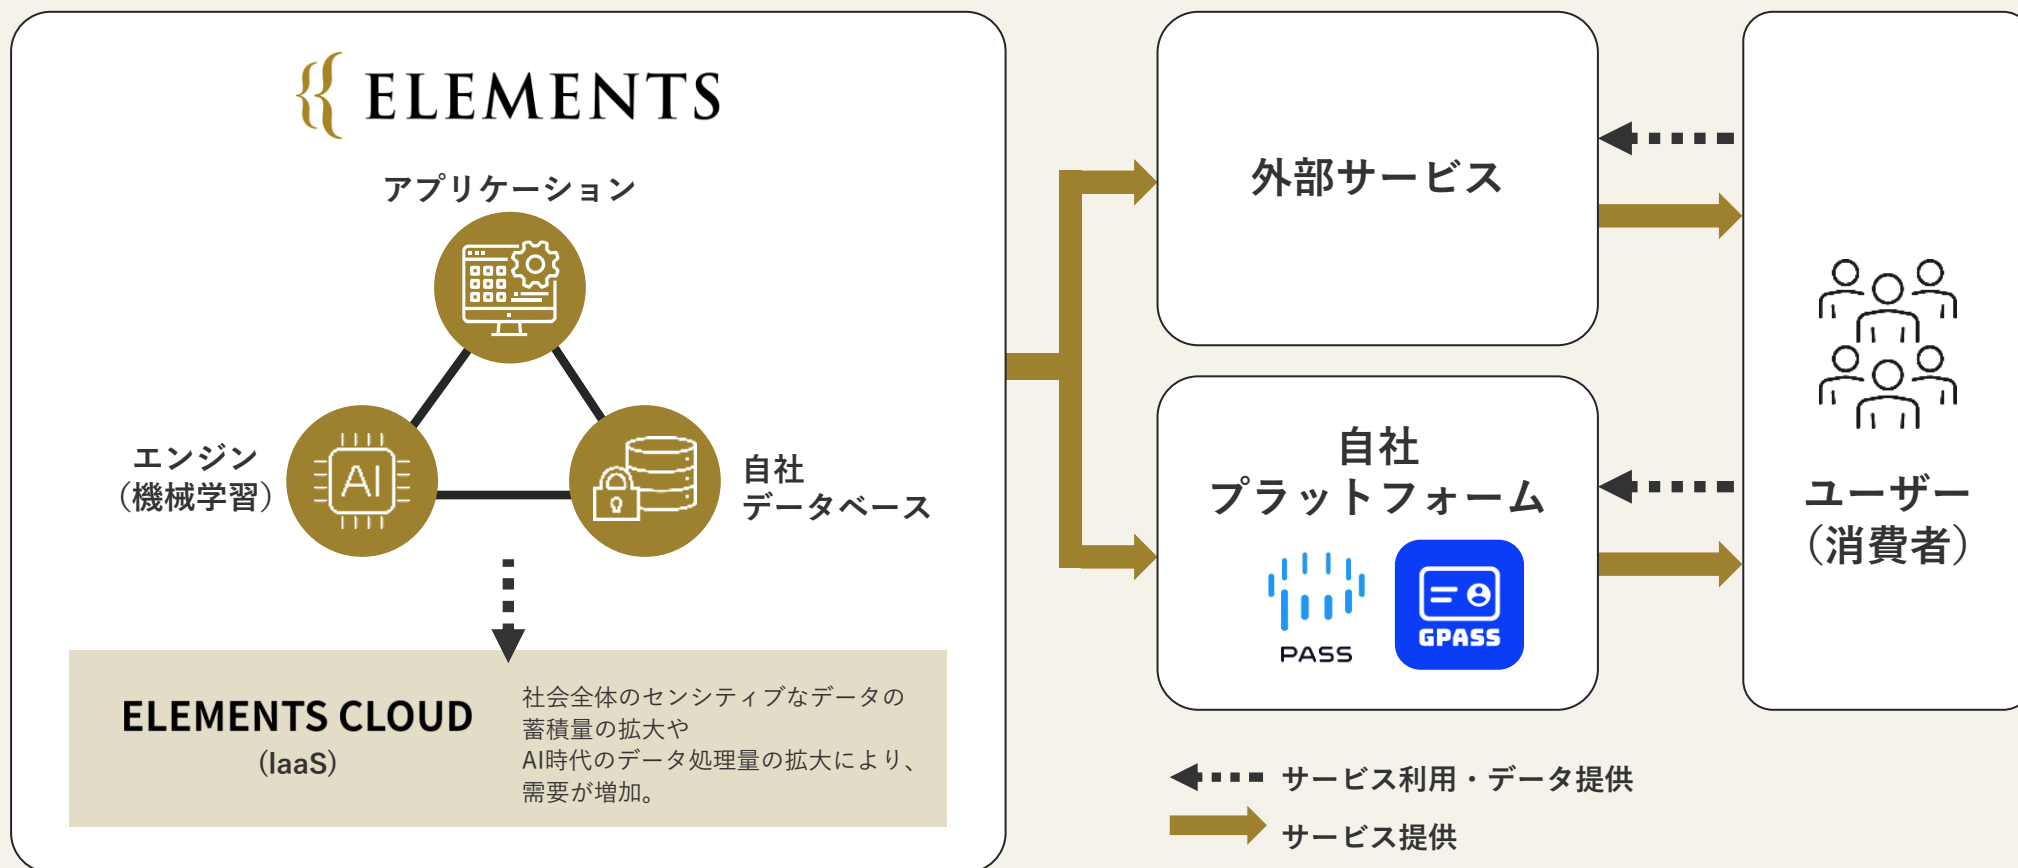 ELEMENTS
アプリケーション
AI
エンジン
（機械学習）
自社
データベース
ELEMENTS CLOUD
（IaaS）
社会全体のセンシティブなデータの
蓄積量の拡大や
AI時代のデータ処理量の拡大により、
需要が増加。
外部サービス
自社
プラットフォーム
PASS
GPASS
ユーザー
（消費者）
サービス利用・データ提供
サービス提供